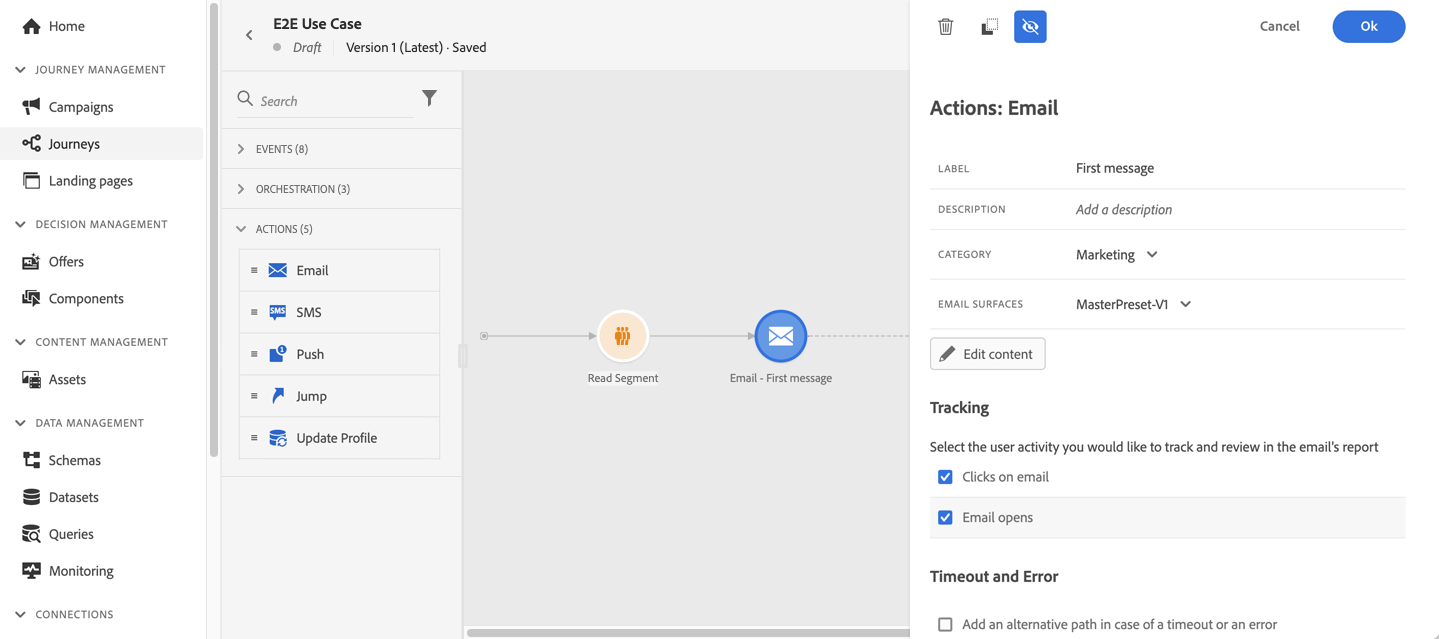 Home
JOURNEY MANAGEMENT
Campaigns
Journeys
Landing pages
DECISION MANAGEMENT
Offers
Components
CONTENT MANAGEMENT
Assets
DATA MANAGEMENT
Schemas
Datasets
Queries
Monitoring
CONNECTIONS
E2E Use Case
Draft Version 1 (Latest) · Saved
Search
EVENTS (8)
ORCHESTRATION (3)
ACTIONS (5)
Email
SMS SMS
1 Push
Jump
Update Profile
Read Segment
Email - First message
Cancel Ok
Actions: Email
LABEL First message
DESCRIPTION Add a description
CATEGORY Marketing
EMAIL SURFACES MasterPreset-V1
Edit content
Tracking
Select the user activity you would like to track and review in the email's report
Clicks on email
Email opens
Timeout and Error
Add an alternative path in case of a timeout or an error